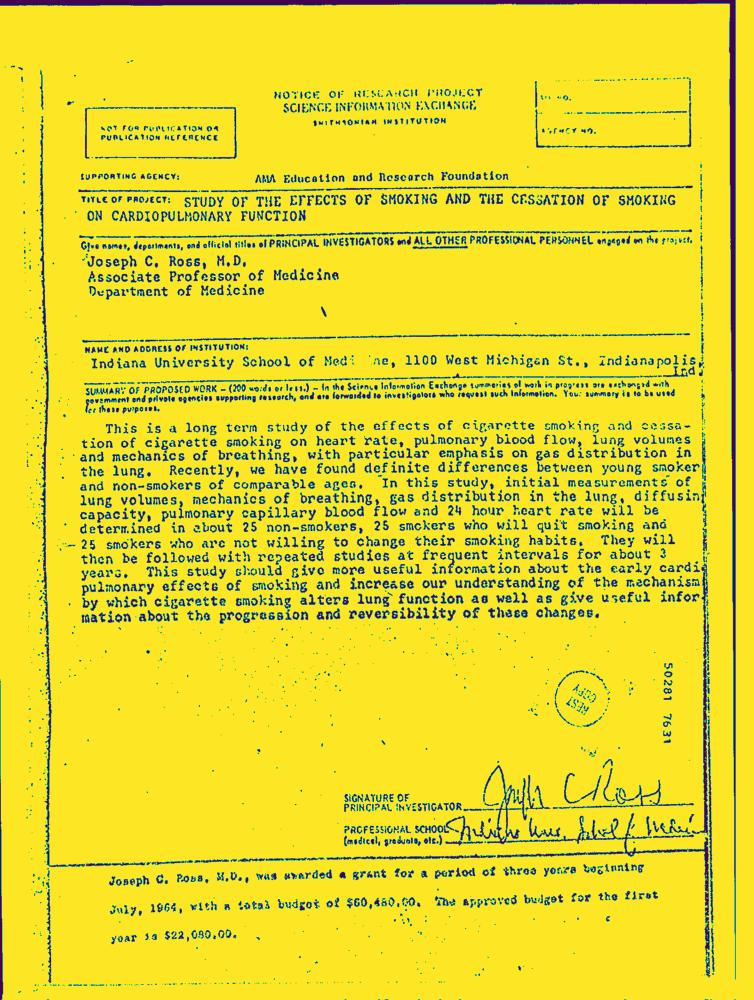 NOTICE OF RESEARCH PROJECT
SCIENCE INFORMATION EXCHANGE
SMITHSONIAN INSTITUTION
NOT FOR PUBLICATION OR
PUBLICATION REFERENCE
NO.
AGENCY NO.
SUPPORTING AGENCY: AMA Education and Research Foundation
TITLE OF PROJECT: STUDY OF THE EFFECTS OF SMOKING AND THE CESSATION OF SMOKING
ON CARDIOPULMONARY FUNCTION
Give names, departments, and official titles of PRINCIPAL INVESTIGATORS and ALL OTHER PROFESSIONAL PERSONNEL engaged on the project.
Joseph C. Ross, M.D.
Associate Professor of Medicine
Department of Medicine
NAME AND ADDRESS OF INSTITUTION:
Indiana University School of Medi ne, 1100 West Michigan St., Indianapolis,
Ind.
SUMMARY OF PROPOSED WORK – (200 words or less.) – In the Science Information Exchange summaries of work in progress are exchanged with
government and private agencies supporting research, and are forwarded to investigators who request such information. Your summary is to be used
for these purposes.
This is a long term study of the effects of cigarette smoking and cessa-
tion of cigarette smoking on heart rate, pulmonary blood flow, lung volumes
and mechanics of breathing, with particular emphasis on gas distribution in
the lung. Recently, we have found definite differences between young smoker
and non-smokers of comparable ages. In this study, initial measurements of
lung volumes, mechanics of breathing, gas distribution in the lung, diffusin
capacity, pulmonary capillary blood flow and 24 hour heart rate will be
determined in about 25 non-smokers, 25 smokers who will quit smoking and
25 smokers who are not willing to change their smoking habits. They will
then be followed with repeated studies at frequent intervals for about 3
years. This study should give more useful information about the early cardi
pulmonary effects of smoking and increase our understanding of the mechanism
by which cigarette smoking alters lung function as well as give useful infor
mation about the progression and reversibility of these changes.
BEST
COPY
50281 7631
SIGNATURE OF
PRINCIPAL INVESTIGATOR Joseph C Ross
PROFESSIONAL SCHOOL
(medical, graduate, etc.)
Joseph C. Ross, M.D., was awarded a grant for a period of three years beginning
July, 1964, with a total budget of $60,480.00. The approved budget for the first
year is $22,080.00.